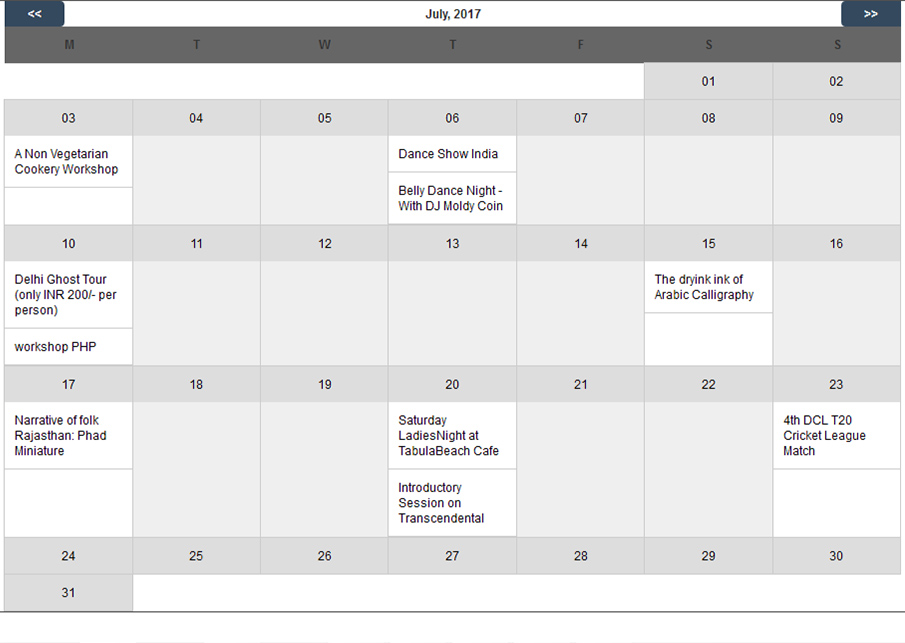 << July, 2017 >>
M T W T F S S
01 02
03 04 05 06 07 08 09
A Non Vegetarian
Cookery Workshop
Dance Show India
Belly Dance Night -
With DJ Moldy Coin
10 11 12 13 14 15 16
Delhi Ghost Tour
(only INR 200/- per
person)
workshop PHP
The dryink ink of
Arabic Calligraphy
17 18 19 20 21 22 23
Narrative of folk
Rajasthan: Phad
Miniature
Saturday
LadiesNight at
TabulaBeach Cafe
Introductory
Session on
Transcendental
4th DCL T20
Cricket League
Match
24 25 26 27 28 29 30
31